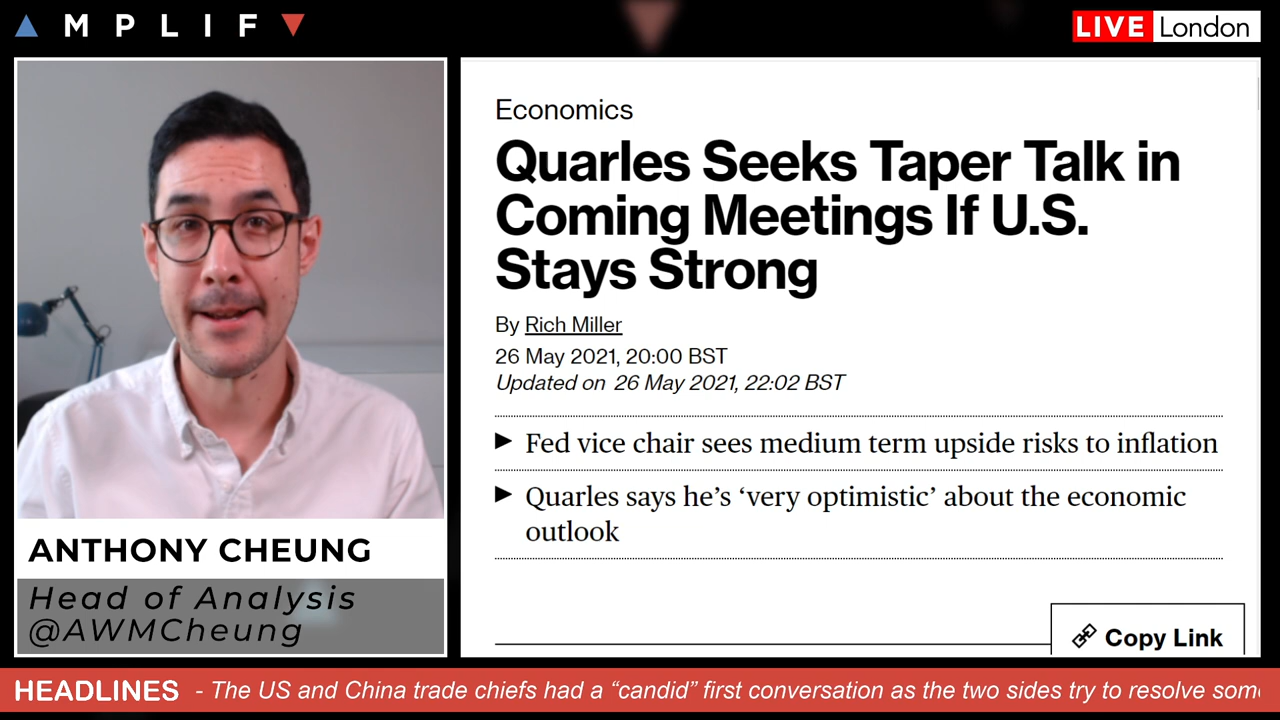 AMPLIFY
LIVE London
ANTHONY CHEUNG
Head of Analysis
@AWMCheung
Economics
Quarles Seeks Taper Talk in
Coming Meetings If U.S.
Stays Strong
By Rich Miller
26 May 2021, 20:00 BST
Updated on 26 May 2021, 22:02 BST
Fed vice chair sees medium term upside risks to inflation
Quarles says he’s ‘very optimistic’ about the economic
outlook
Copy Link
HEADLINES - The US and China trade chiefs had a “candid” first conversation as the two sides try to resolve